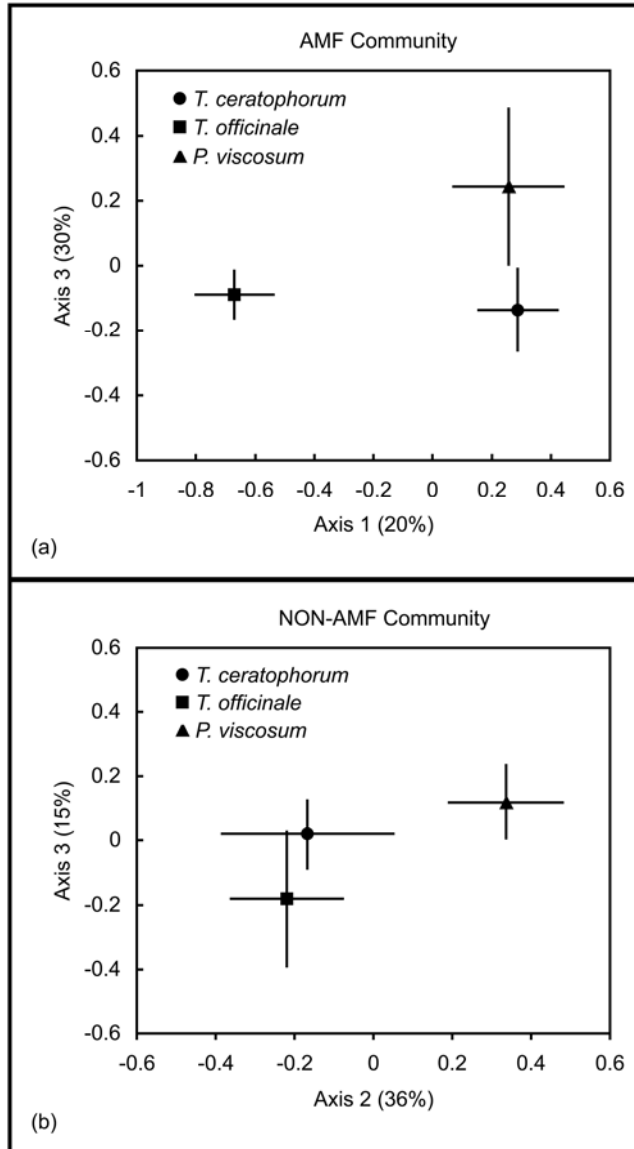 AMF Community
T. ceratophorum
T. officinale
P. viscosum
0.6
0.4
0.2
0
-0.2
-0.4
-0.6
Axis 3 (30%)
-1 -0.8 -0.6 -0.4 -0.2 0 0.2 0.4 0.6
Axis 1 (20%)
(a)
NON-AMF Community
T. ceratophorum
T. officinale
P. viscosum
0.6
0.4
0.2
0
-0.2
-0.4
-0.6
Axis 3 (15%)
-0.6 -0.4 -0.2 0 0.2 0.4 0.6
Axis 2 (36%)
(b)